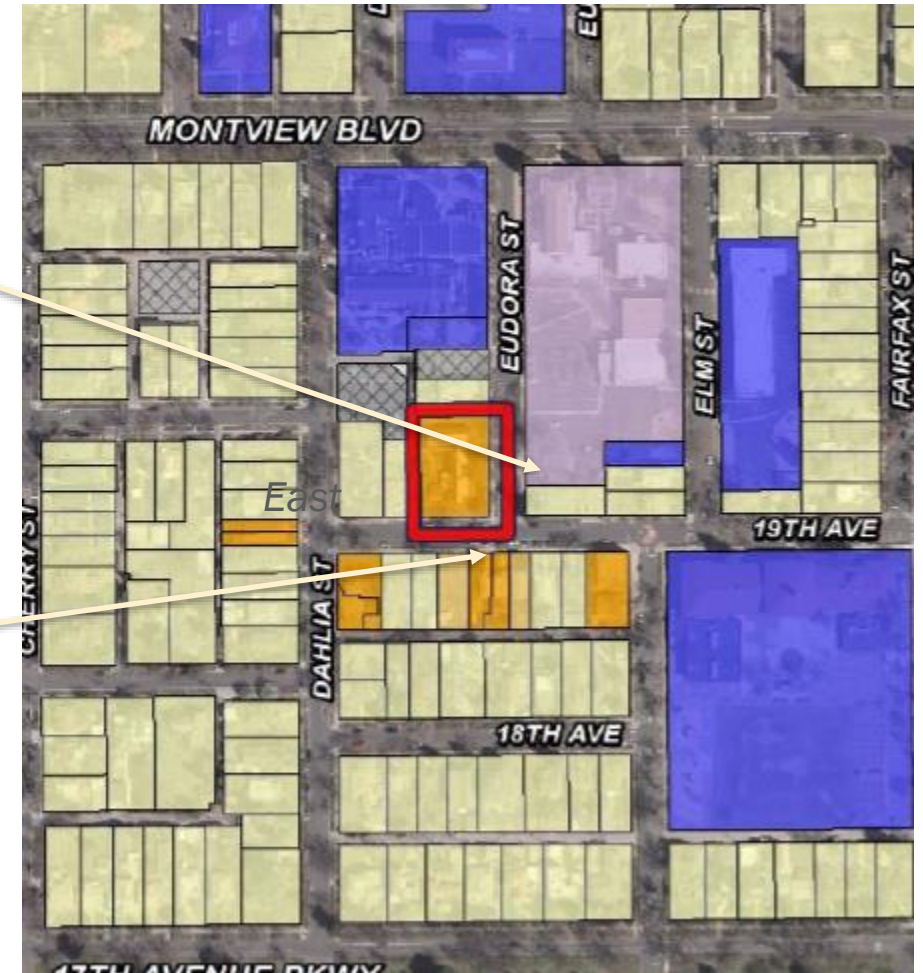 EU
MONTVIEW BLVD
EUDORA ST
ELM ST
FAIRFAX ST
East
CHERRY ST
19TH AVE
DAHLIA ST
18TH AVE
17TH AVENUE PKWY